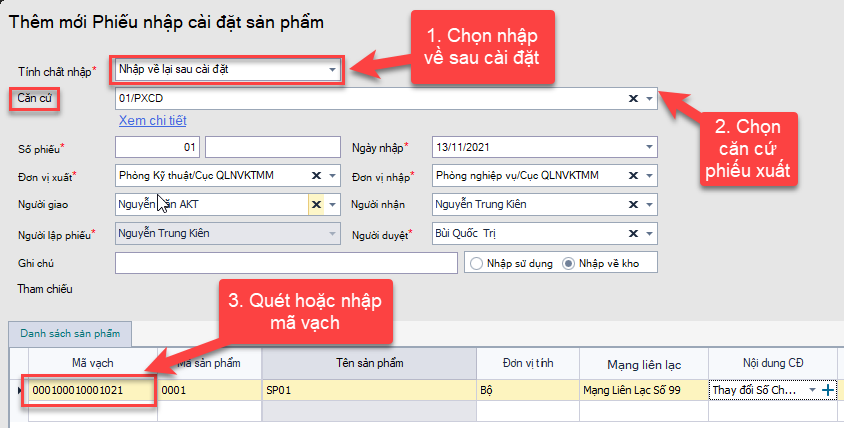 Thêm mới Phiếu nhập cài đặt sản phẩm
1. Chọn nhập
về sau cài đặt
Tính chất nhập* Nhập về lại sau cài đặt
Căn cứ 01/PXCD
Xem chi tiết
2. Chọn
căn cứ
phiếu xuất
Số phiếu* 01 Ngày nhập* 13/11/2021
Đơn vị xuất* Phòng Kỹ thuật/Cục QLNVKTMM Đơn vị nhập* Phòng nghiệp vụ/Cục QLNVKTMM
Người giao Nguyễn Văn AKT Người nhận Nguyễn Trung Kiên
Người lập phiếu* Nguyễn Trung Kiên Người duyệt* Bùi Quốc Trị
Ghi chú Nhập sử dụng Nhập về kho
Tham chiếu
3. Quét hoặc nhập
mã vạch
Danh sách sản phẩm
Mã vạch Mã sản phẩm Tên sản phẩm Đơn vị tính Mạng liên lạc Nội dung CĐ
000100010001021 0001 SP01 Bộ Mạng Liên Lạc Số 99 Thay đổi Số Ch...